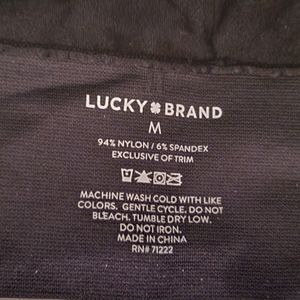 LUCKY BRAND
M
94% NYLON / 6% SPANDEX
EXCLUSIVE OF TRIM
MACHINE WASH COLD WITH LIKE
COLORS. GENTLE CYCLE. DO NOT
BLEACH. TUMBLE DRY LOW.
DO NOT IRON.
MADE IN CHINA
RN# 71222